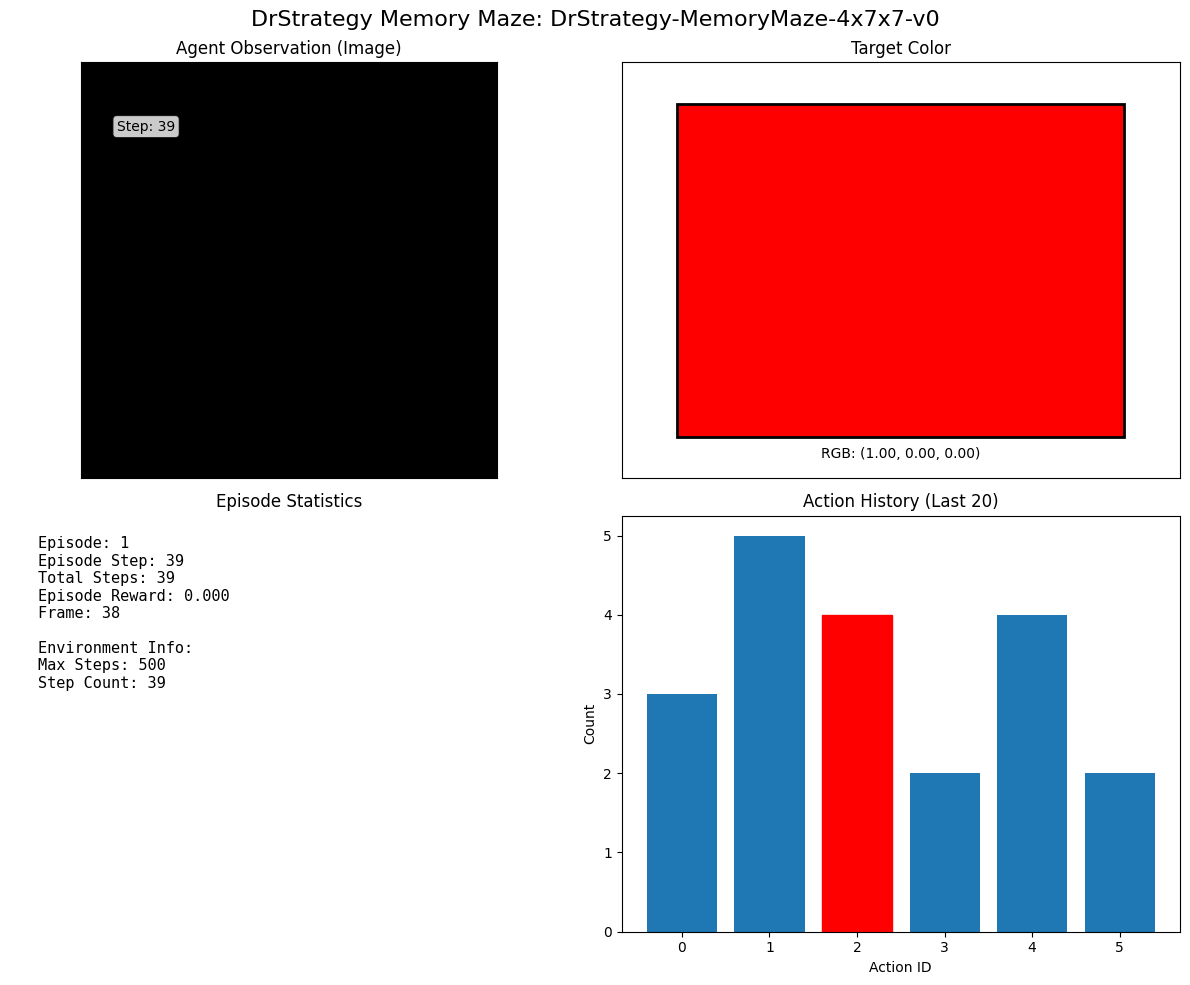 DrStrategy Memory Maze: DrStrategy-MemoryMaze-4x7x7-v0
Agent Observation (Image)
Step: 39
Target Color
RGB: (1.00, 0.00, 0.00)
Episode Statistics
Episode: 1
Episode Step: 39
Total Steps: 39
Episode Reward: 0.000
Frame: 38
Environment Info:
Max Steps: 500
Step Count: 39
Action History (Last 20)
Count
5
4
3
2
1
0
0 1 2 3 4 5
Action ID